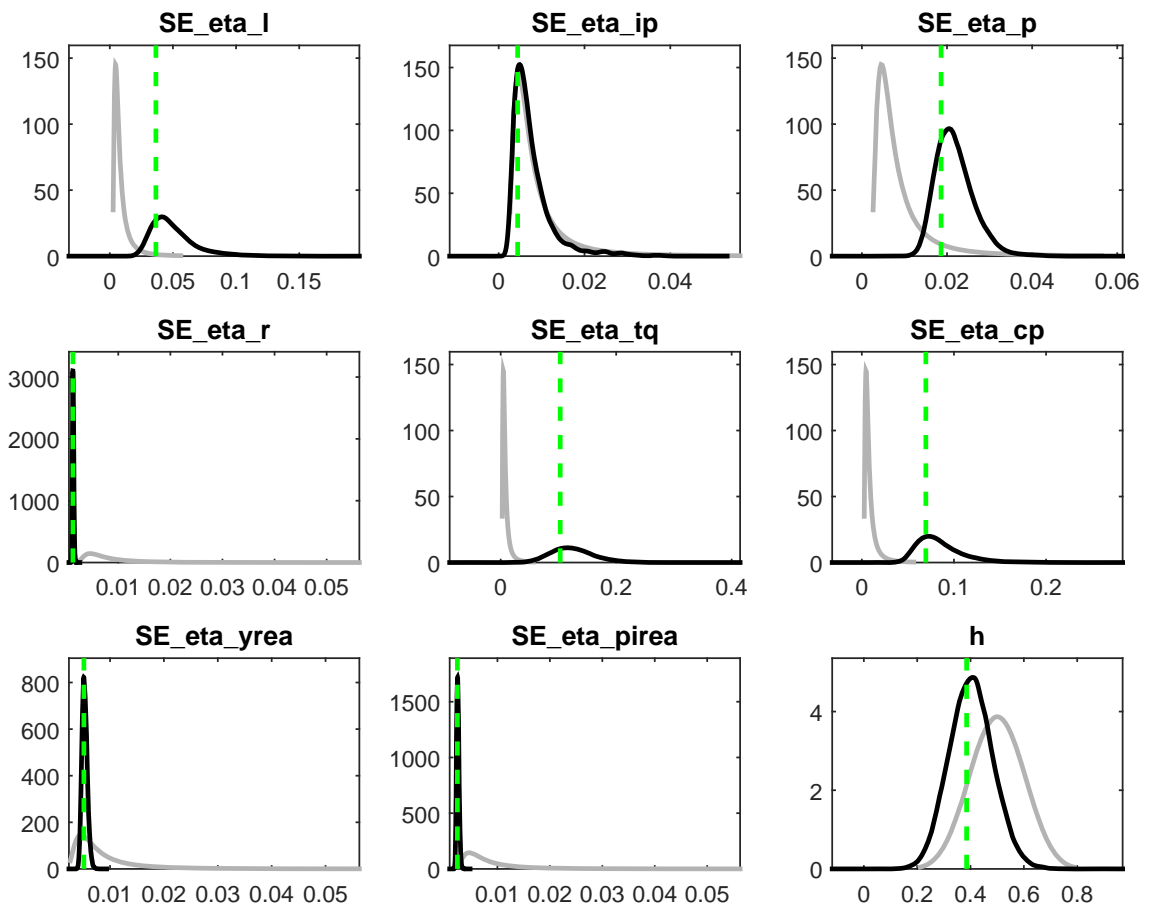 SE_eta_l SE_eta_ip SE_eta_p
150 150 150
100 100 100
50 50 50
0 0 0
0 0.05 0.1 0.15 0 0.02 0.04 0 0.02 0.04 0.06
SE_eta_r SE_eta_tq SE_eta_cp
3000 150 150
2000 100 100
1000 50 50
0 0 0
0.01 0.02 0.03 0.04 0.05 0 0.2 0.4 0 0.1 0.2
SE_eta_yrea SE_eta_pirea h
800 1500 4
600 1000 2
400 500 0
200 0
0
0.01 0.02 0.03 0.04 0.05 0.01 0.02 0.03 0.04 0.05 0 0.2 0.4 0.6 0.8